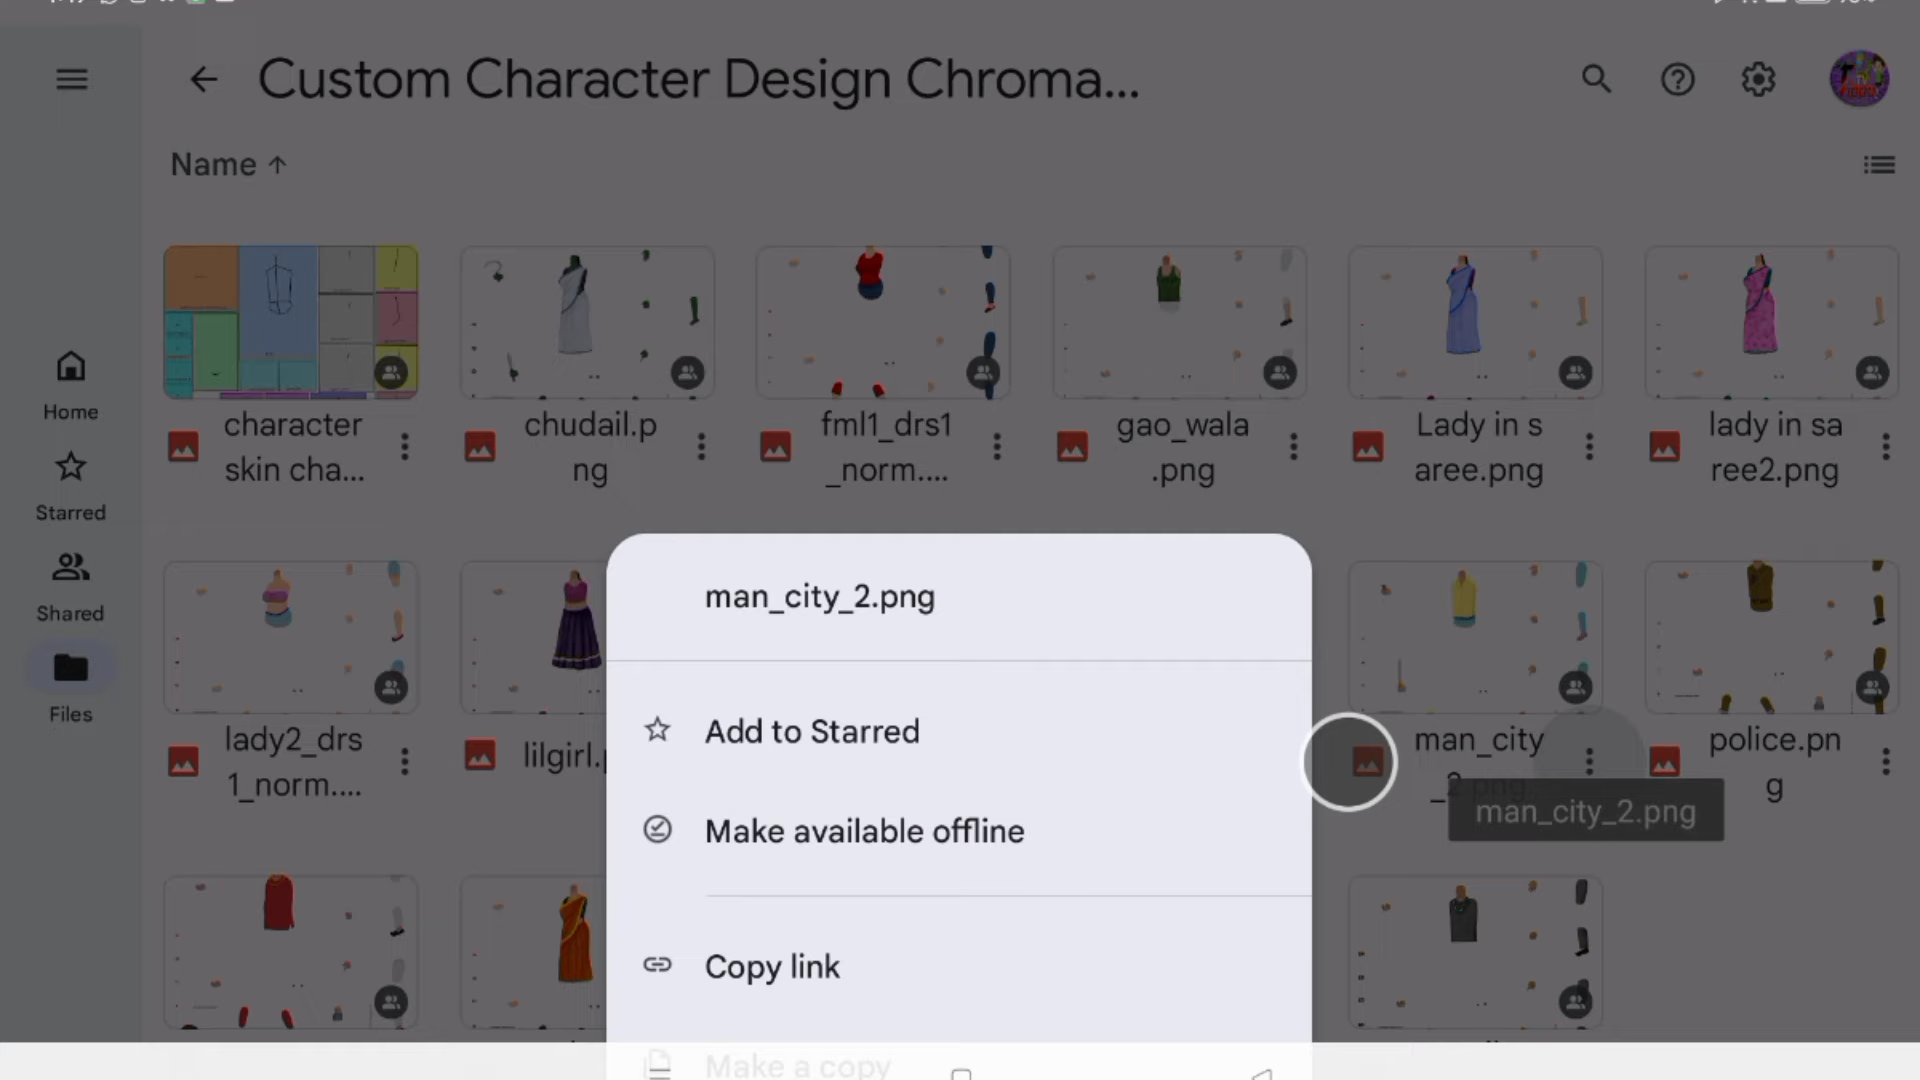 Custom Character Design Chroma...
Name ↑
Home
Starred
Shared
Files
character
skin cha...
chudail.p
ng
fml1_drs1
_norm....
gao_wala
.png
Lady in s
aree.png
lady in sa
ree2.png
lady2_drs
1_norm....
lilgirl.
man_city
_2.png
police.pn
g
man_city_2.png
man_city_2.png
Add to Starred
Make available offline
Copy link
Make a copy